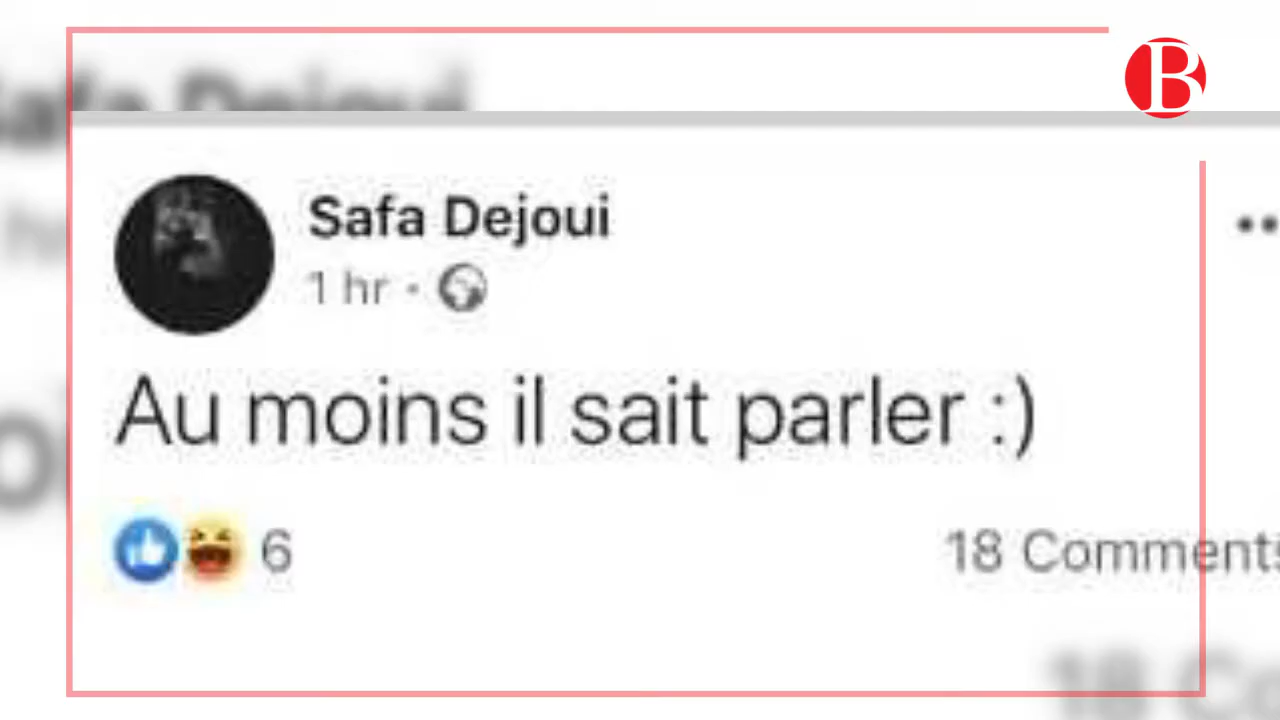 B
Safa Dejoui
1 hr ·
Au moins il sait parler :)
6
18 Comments